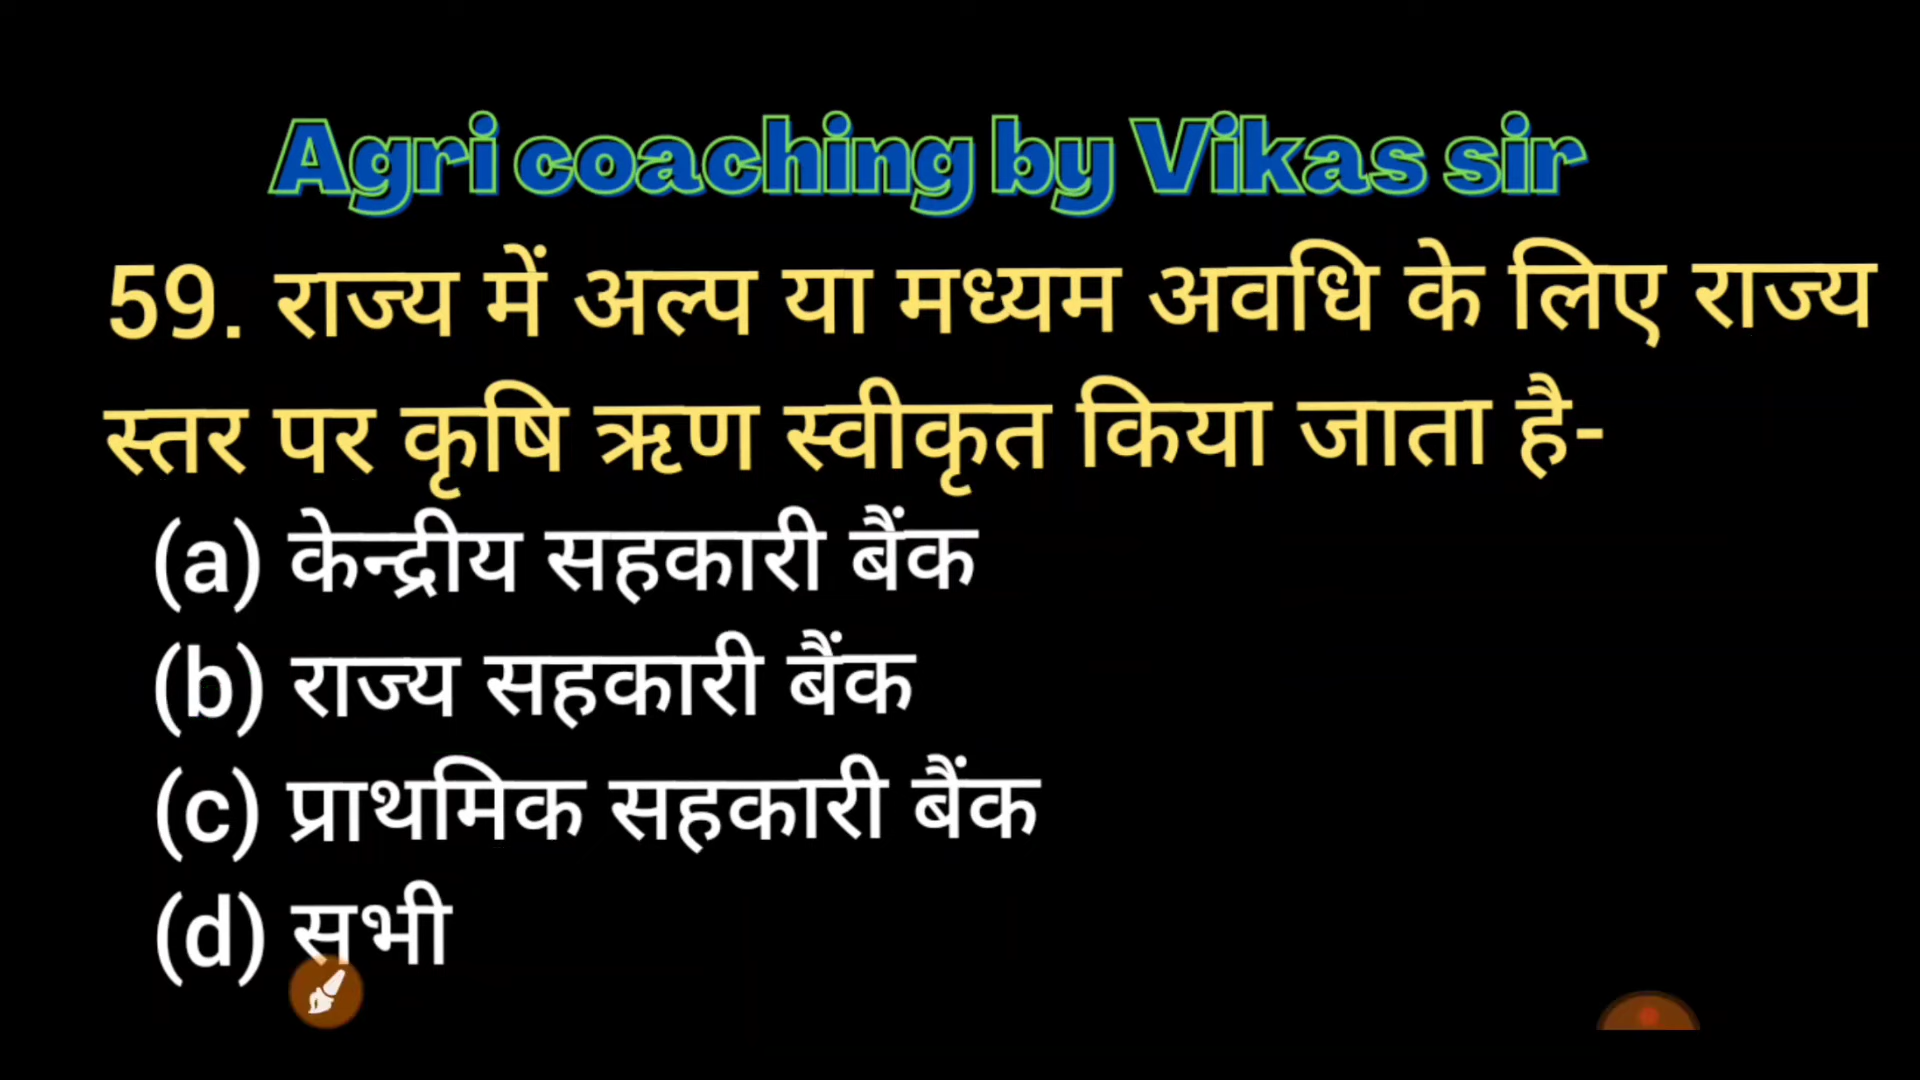 Agri coaching by Vikas sir
59. राज्य में अल्प या मध्यम अवधि के लिए राज्य
स्तर पर कृषि ऋण स्वीकृत किया जाता है-
(a) केन्द्रीय सहकारी बैंक
(b) राज्य सहकारी बैंक
(c) प्राथमिक सहकारी बैंक
(d) सभी